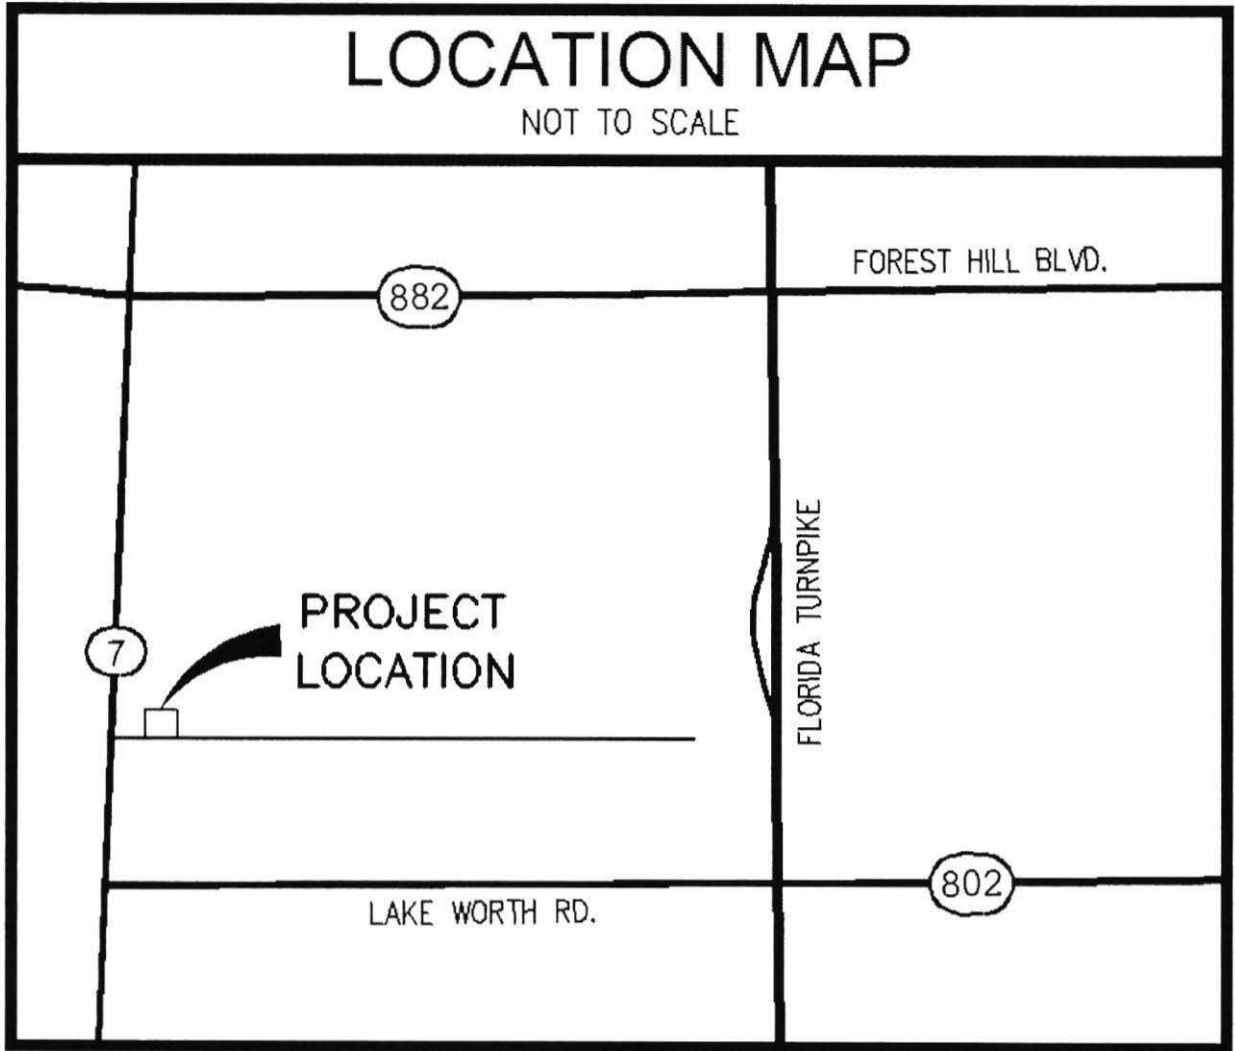 LOCATION MAP
NOT TO SCALE
FOREST HILL BLVD.
882
FLORIDA TURNPIKE
PROJECT
LOCATION
7
802
LAKE WORTH RD.